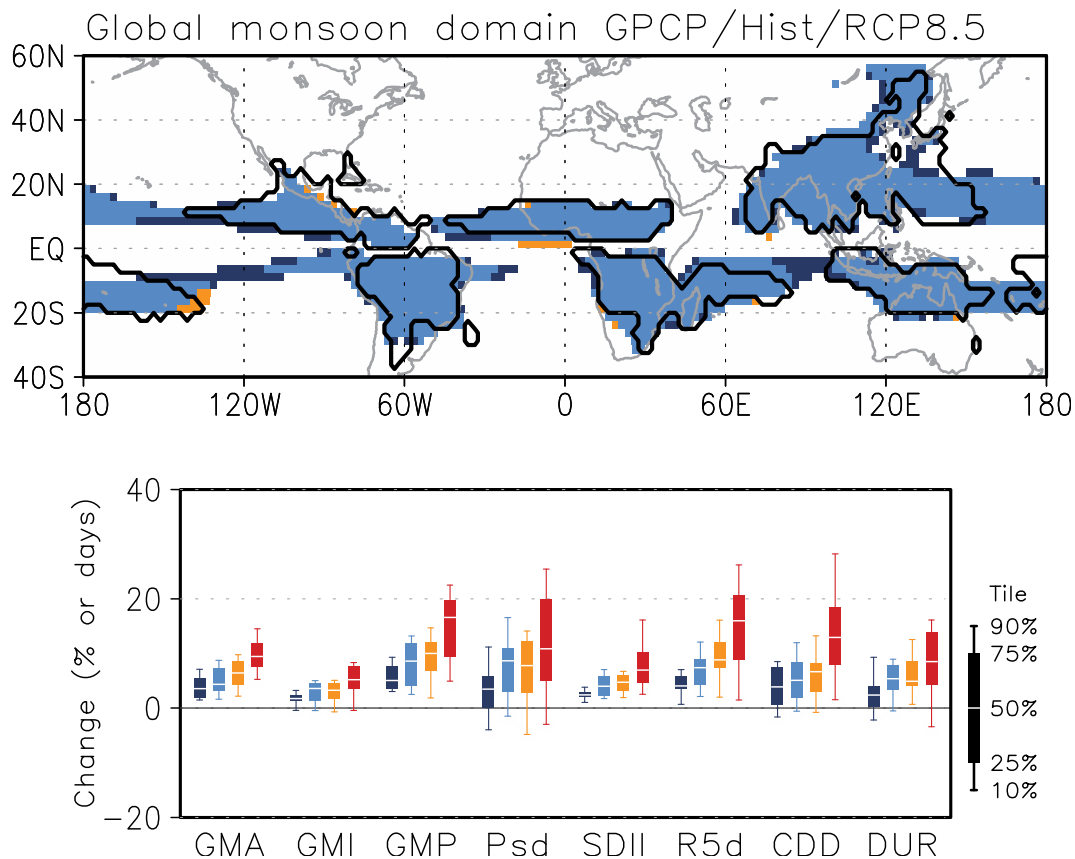 Global monsoon domain GPCP/Hist/RCP8.5
60N
40N
20N
EQ
20S
40S
180 120W 60W 0 60E 120E 180
Change (% or days)
40
20
0
-20
GMA GMI GMP Psd SDII R5d CDD DUR
Tile
90%
75%
50%
25%
10%